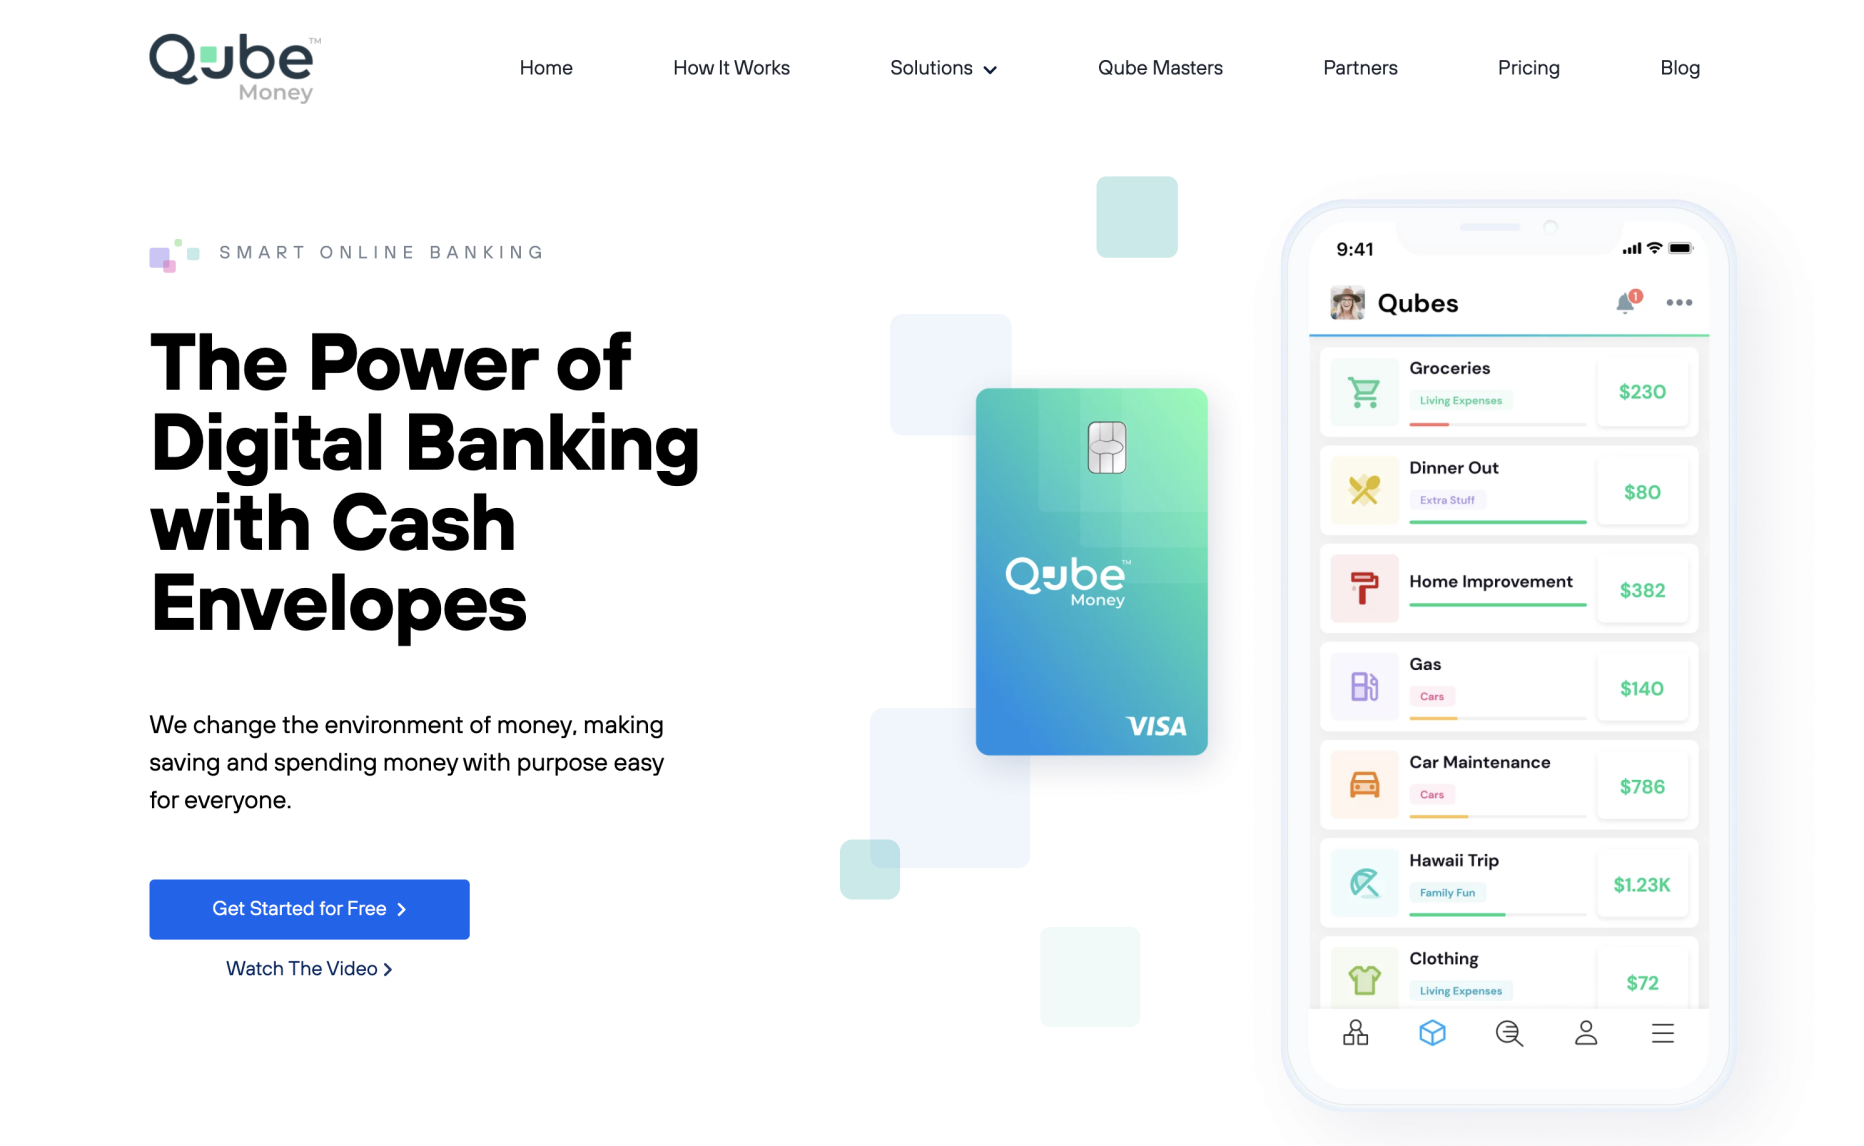 Qube™
Money
Home
How It Works
Solutions
Qube Masters
Partners
Pricing
Blog
SMART ONLINE BANKING
The Power of
Digital Banking
with Cash
Envelopes
We change the environment of money, making
saving and spending money with purpose easy
for everyone.
Get Started for Free
Watch The Video
Qube™
Money
VISA
9:41
Qubes
1
Groceries
Living Expenses
$230
Dinner Out
Extra Stuff
$80
Home Improvement
$382
Gas
Cars
$140
Car Maintenance
Cars
$786
Hawaii Trip
Family Fun
$1.23K
Clothing
Living Expenses
$72